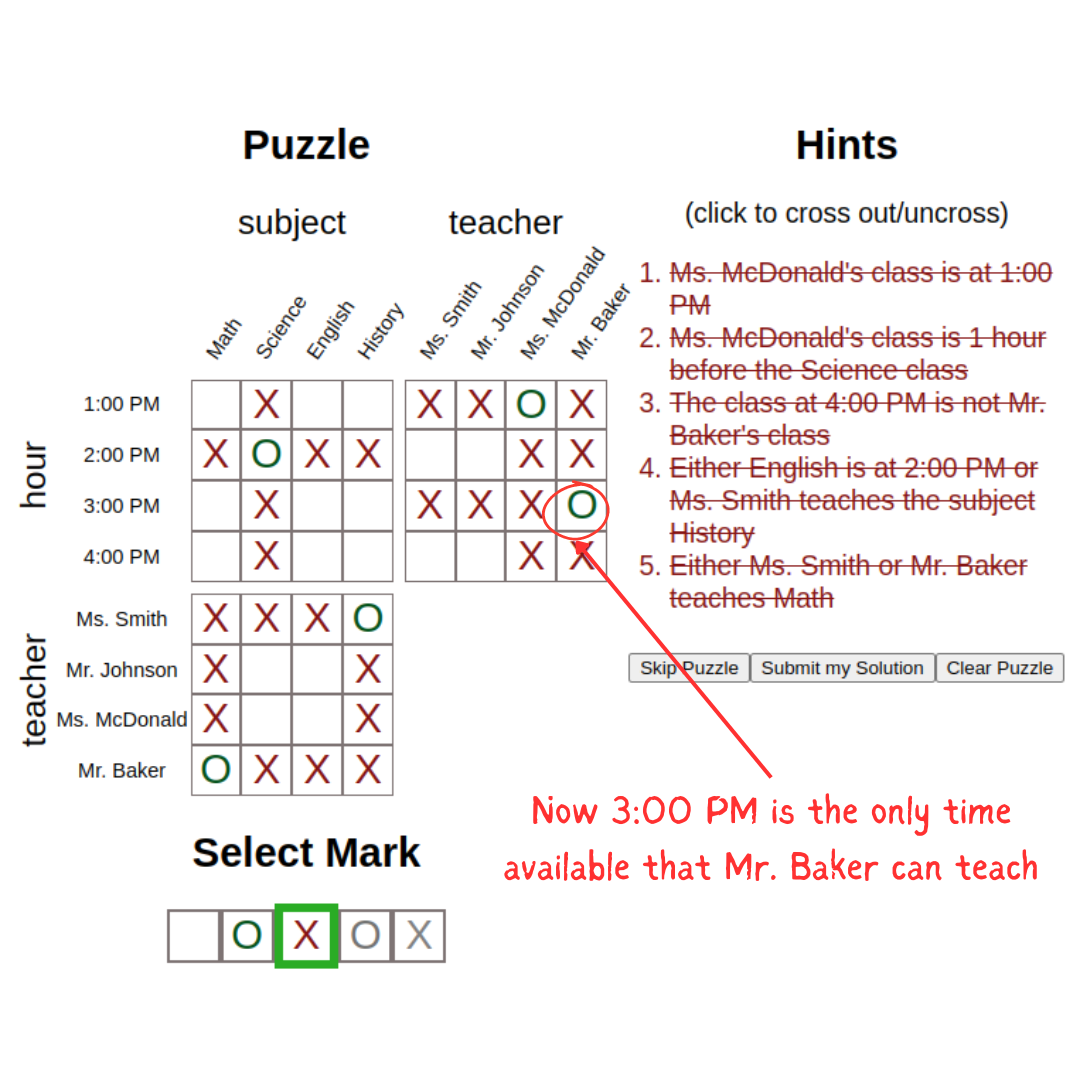 Puzzle
Hints
subject
teacher
(click to cross out/uncross)
Math
Science
English
History
Ms. Smith
Mr. Johnson
Ms. McDonald
Mr. Baker
1. Ms. McDonald's class is at 1:00
PM
2. Ms. McDonald's class is 1 hour
before the Science class
3. The class at 4:00 PM is not Mr.
Baker's class
4. Either English is at 2:00 PM or
Ms. Smith teaches the subject
History
5. Either Ms. Smith or Mr. Baker
teaches Math
hour
1:00 PM X X X O X
2:00 PM X O X X X X
3:00 PM X X X X O
4:00 PM X X X
teacher
Ms. Smith X X X O
Mr. Johnson X X
Ms. McDonald X X
Mr. Baker O X X X
Skip Puzzle Submit my Solution Clear Puzzle
Now 3:00 PM is the only time
available that Mr. Baker can teach
Select Mark
O X O X